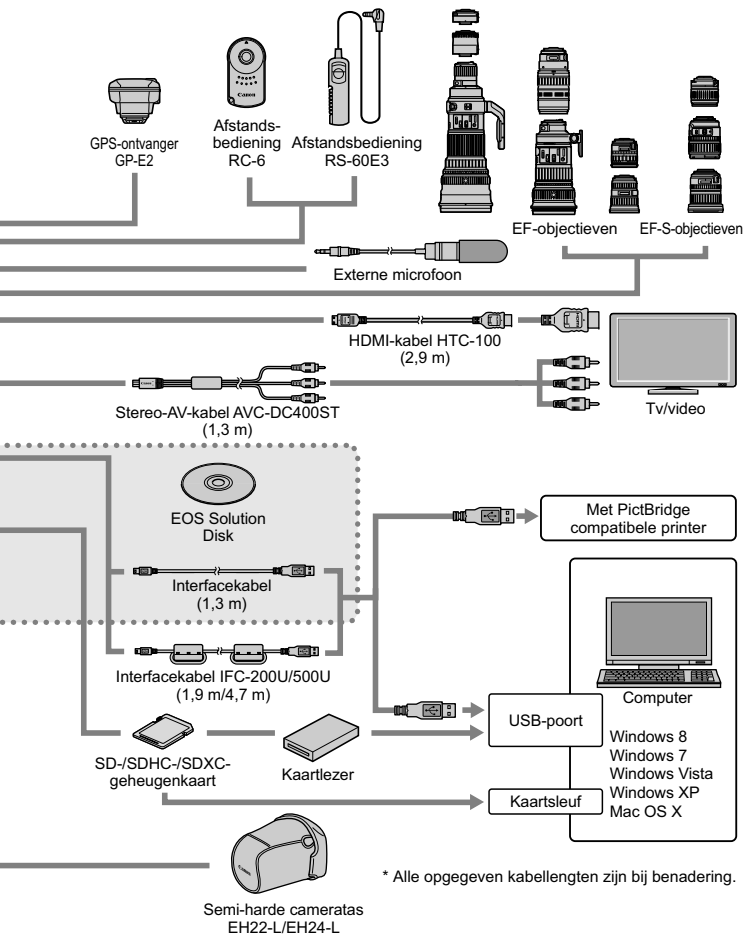 GPS-ontvanger
GP-E2
Canon
Afstands-
bediening
RC-6
Afstandsbediening
RS-60E3
EF-objectieven
EF-S-objectieven
Externe microfoon
HDMI-kabel HTC-100
(2,9 m)
Stereo-AV-kabel AVC-DC400ST
(1,3 m)
Tv/video
EOS Solution
Disk
Met PictBridge
compatibele printer
Interfacekabel
(1,3 m)
Interfacekabel IFC-200U/500U
(1,9 m/4,7 m)
Computer
USB-poort
Windows 8
Windows 7
Windows Vista
Windows XP
Mac OS X
SD-/SDHC-/SDXC-
geheugenkaart
Kaartlezer
Kaartsleuf
Semi-harde cameratas
EH22-L/EH24-L
* Alle opgegeven kabellengten zijn bij benadering.